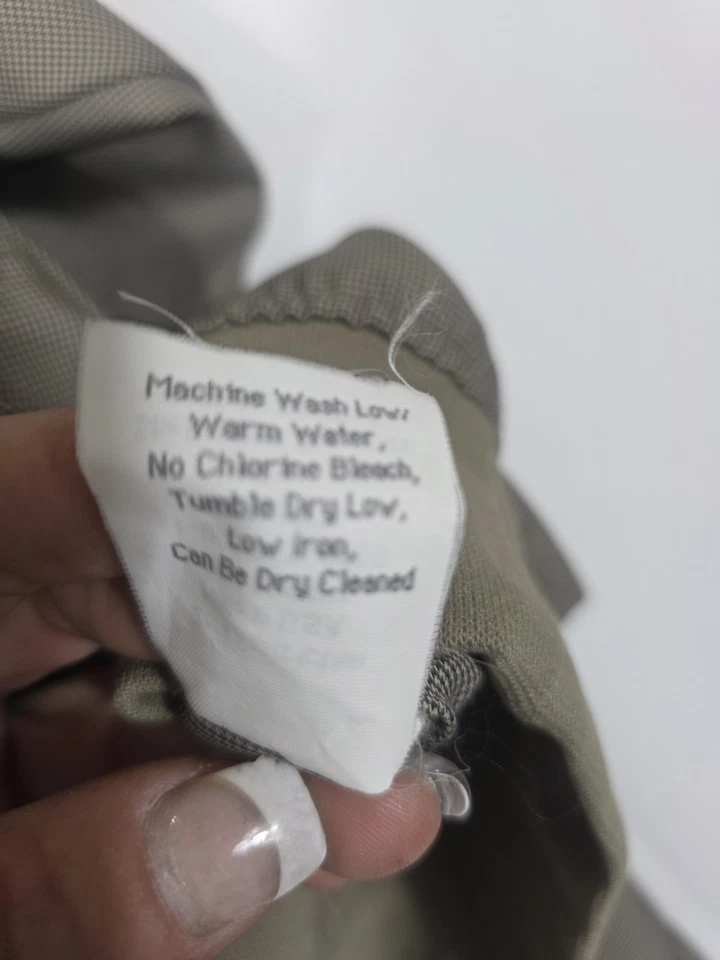 Machine Wash Low,
Warm Water,
No Chlorine Bleach,
Tumble Dry Low,
Low Iron,
Can Be Dry Cleaned